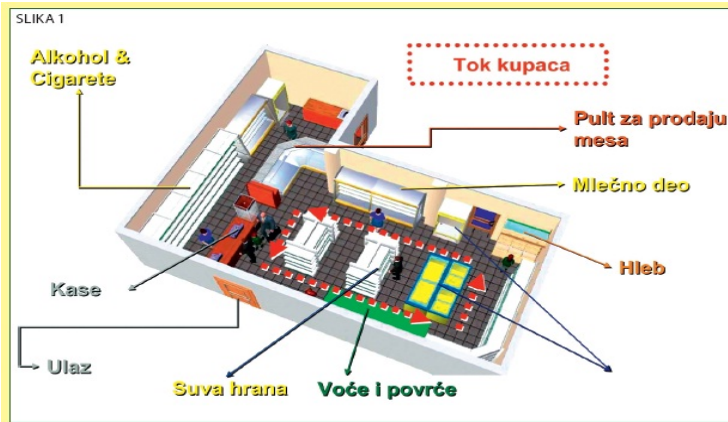 SLIKA 1
Alkohol &
Cigarete
Tok kupaca
Pult za prodaju
mesa
Mlečno deo
Hleb
Kase
Ulaz
Suva hrana
Voće i povrće